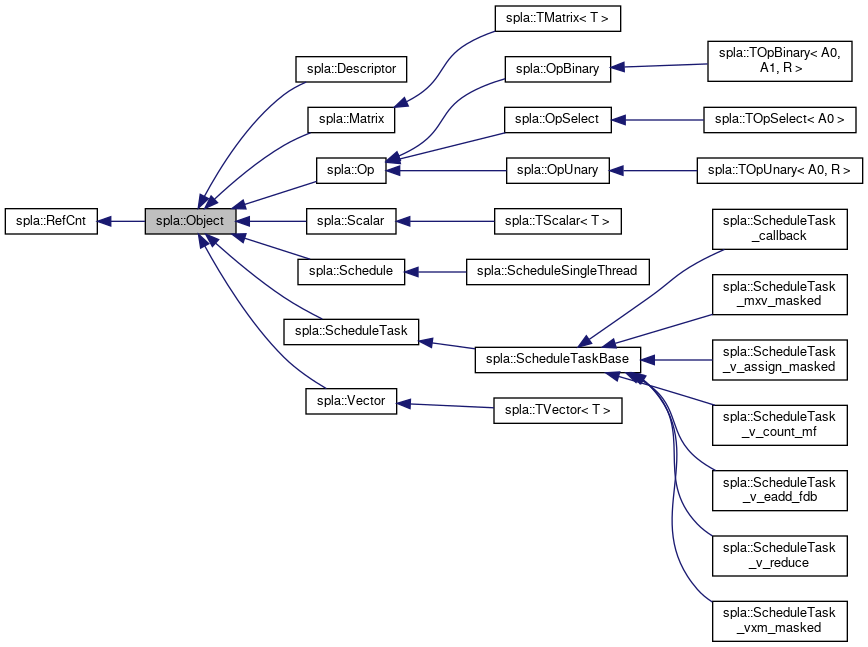 spla::TMatrix< T >
spla::TOpBinary< A0,
A1, R >
spla::Descriptor
spla::OpBinary
spla::Matrix
spla::OpSelect
spla::TOpSelect< A0 >
spla::Op
spla::OpUnary
spla::TOpUnary< A0, R >
spla::RefCnt
spla::Object
spla::Scalar
spla::TScalar< T >
spla::ScheduleTask
_callback
spla::Schedule
spla::ScheduleSingleThread
spla::ScheduleTask
_mxv_masked
spla::ScheduleTask
spla::ScheduleTaskBase
spla::ScheduleTask
_v_assign_masked
spla::Vector
spla::TVector< T >
spla::ScheduleTask
_v_count_mf
spla::ScheduleTask
_v_eadd_fdb
spla::ScheduleTask
_v_reduce
spla::ScheduleTask
_vxm_masked